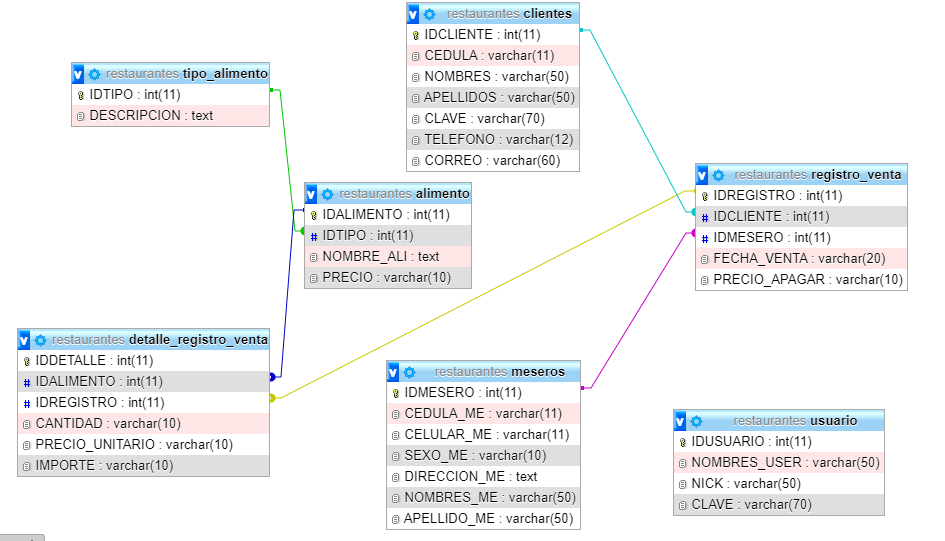 restaurantes clientes
IDCLIENTE : int(11)
CEDULA : varchar(11)
NOMBRES : varchar(50)
APELLIDOS : varchar(50)
CLAVE : varchar(70)
TELEFONO : varchar(12)
CORREO : varchar(60)
restaurantes tipo_alimento
IDTIPO : int(11)
DESCRIPCION : text
restaurantes alimento
IDALIMENTO : int(11)
IDTIPO : int(11)
NOMBRE_ALI : text
PRECIO : varchar(10)
restaurantes registro_venta
IDREGISTRO : int(11)
IDCLIENTE : int(11)
IDMESERO : int(11)
FECHA_VENTA : varchar(20)
PRECIO_APAGAR : varchar(10)
restaurantes detalle_registro_venta
IDDETALLE : int(11)
IDALIMENTO : int(11)
IDREGISTRO : int(11)
CANTIDAD : varchar(10)
PRECIO_UNITARIO : varchar(10)
IMPORTE : varchar(10)
restaurantes meseros
IDMESERO : int(11)
CEDULA_ME : varchar(11)
CELULAR_ME : varchar(11)
SEXO_ME : varchar(10)
DIRECCION_ME : text
NOMBRES_ME : varchar(50)
APELLIDO_ME : varchar(50)
restaurantes usuario
IDUSUARIO : int(11)
NOMBRES_USER : varchar(50)
NICK : varchar(50)
CLAVE : varchar(70)